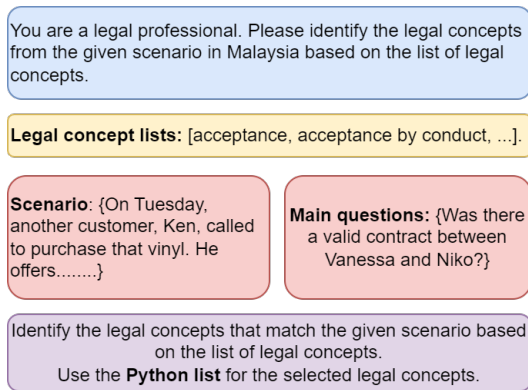 You are a legal professional. Please identify the legal concepts
from the given scenario in Malaysia based on the list of legal
concepts.
Legal concept lists: [acceptance, acceptance by conduct, ...].
Scenario: {On Tuesday,
another customer, Ken, called
to purchase that vinyl. He
offers........}
Main questions: {Was there
a valid contract between
Vanessa and Niko?}
Identify the legal concepts that match the given scenario based
on the list of legal concepts.
Use the Python list for the selected legal concepts.